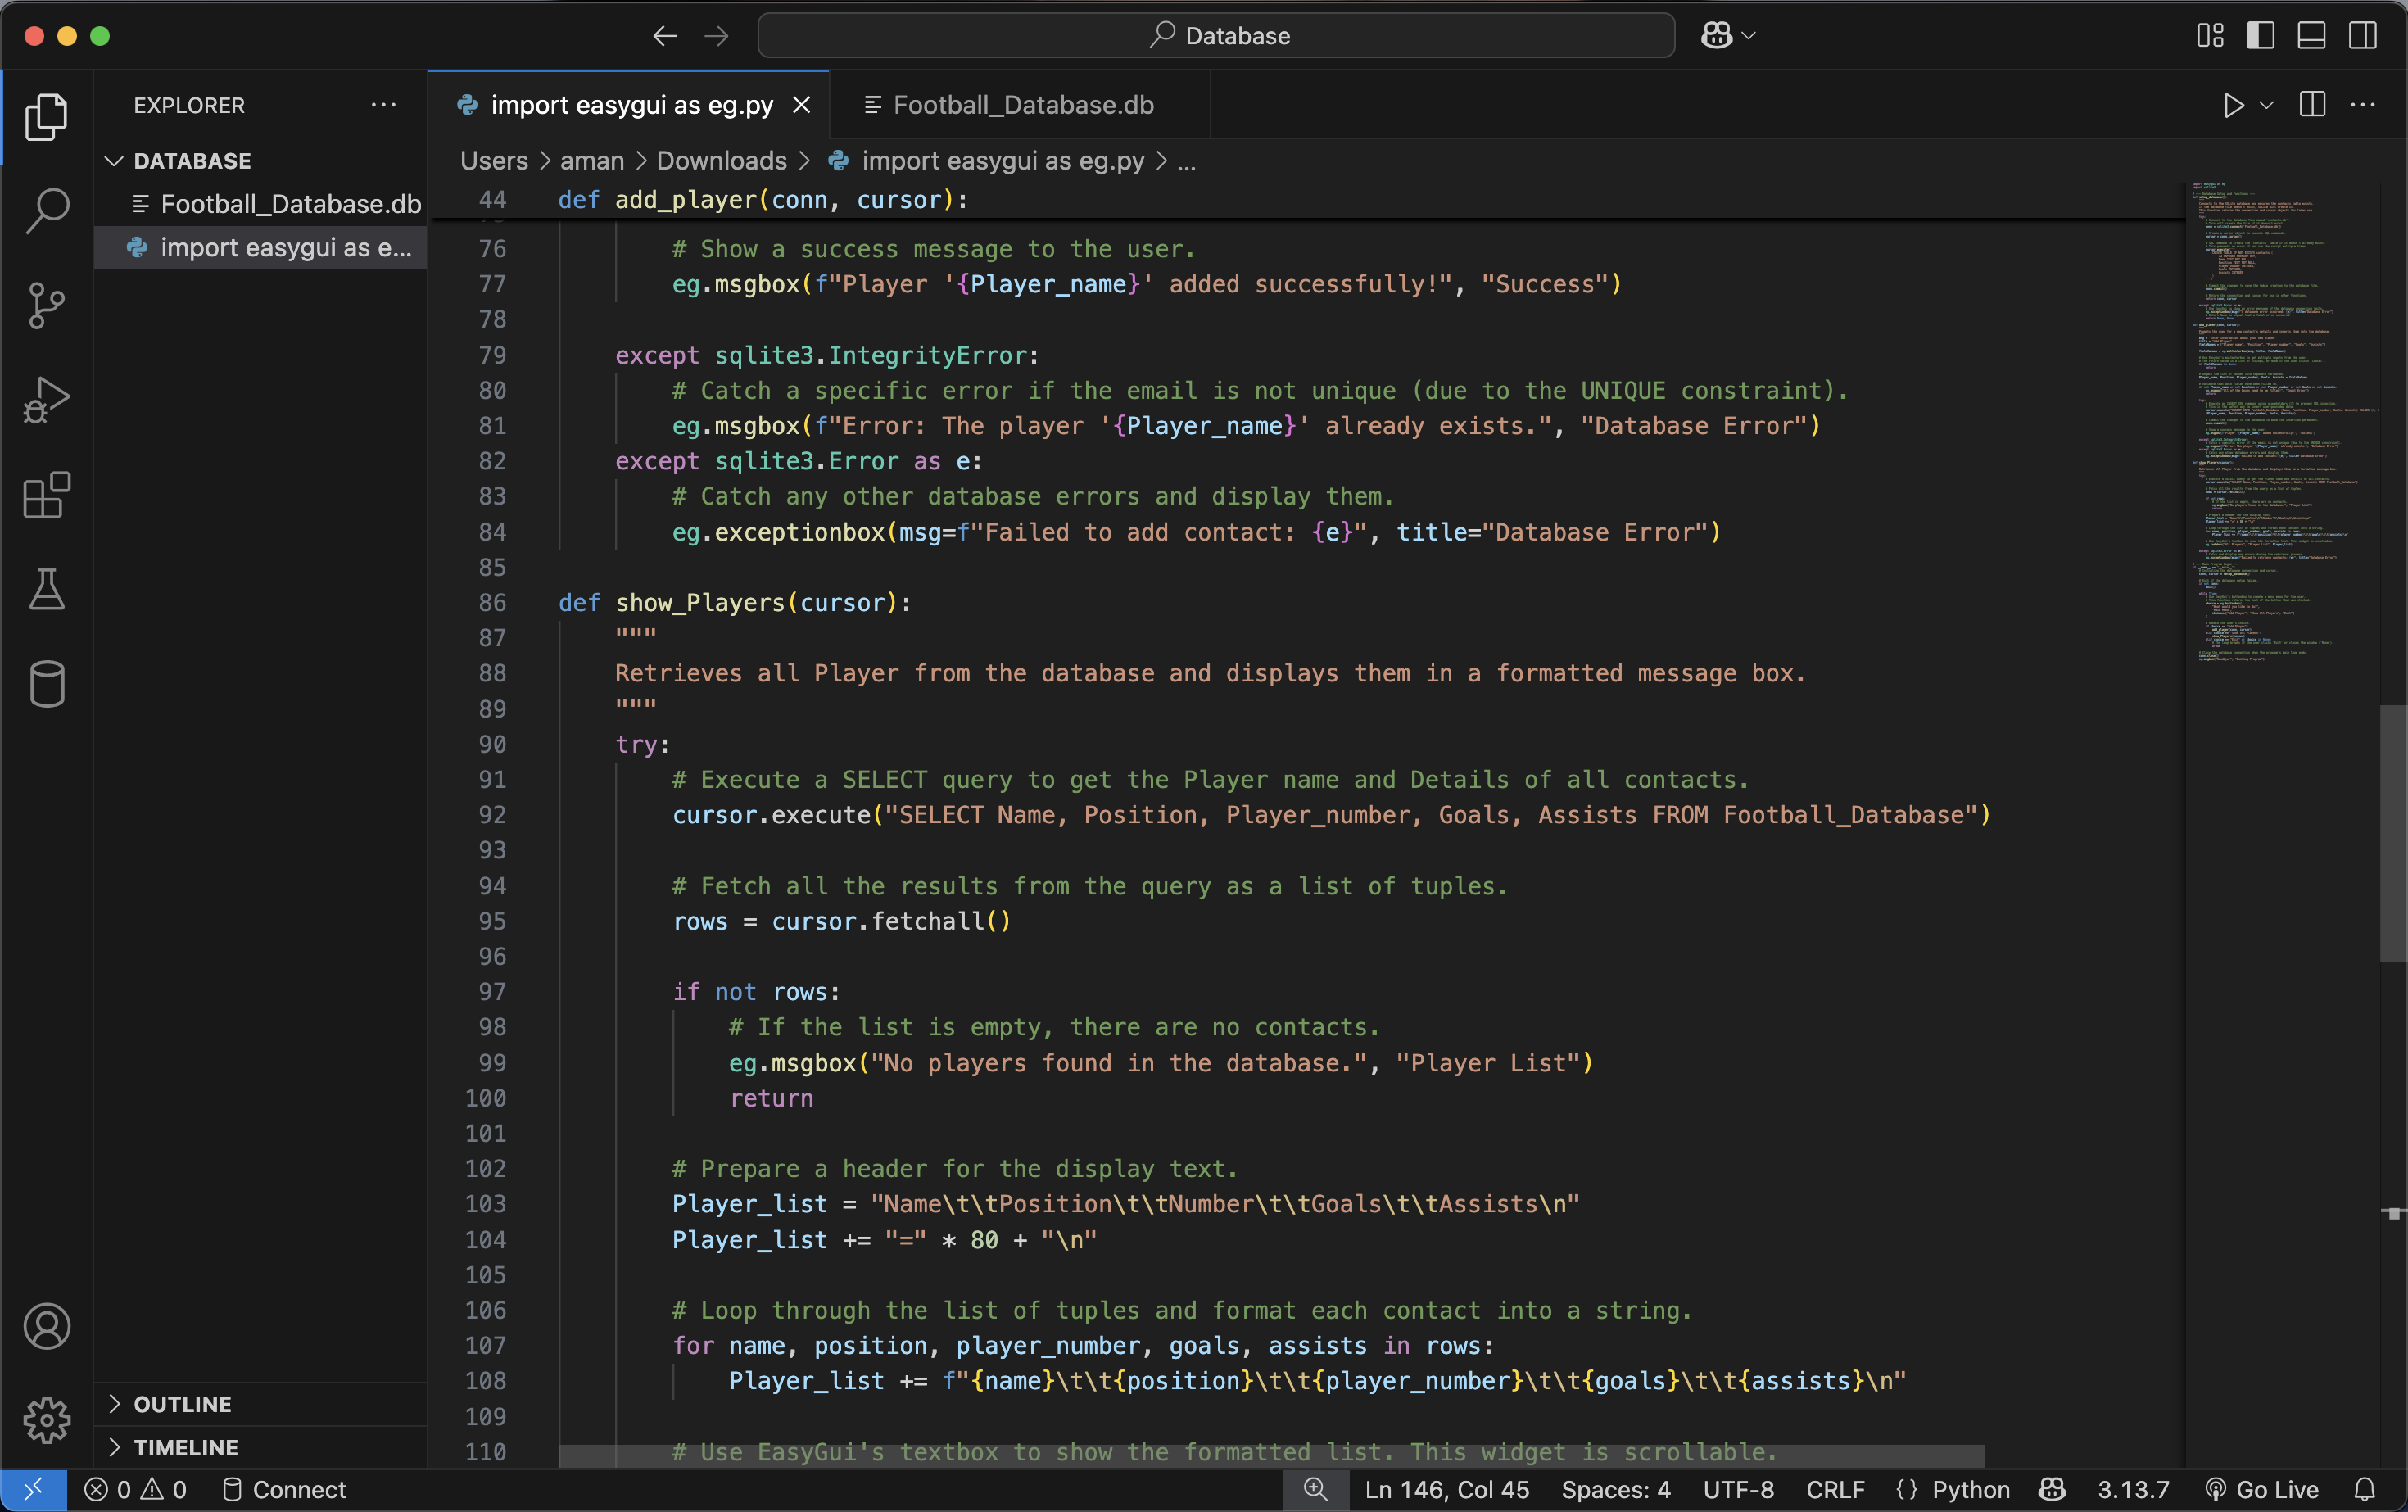 Database
EXPLORER
import easygui as eg.py
Football_Database.db
DATABASE
Football_Database.db
import easygui as e...
Users > aman > Downloads > import easygui as eg.py > ...
44 def add_player(conn, cursor):
76 # Show a success message to the user.
77 eg.msgbox(f"Player '{Player_name}' added successfully!", "Success")
78
79 except sqlite3.IntegrityError:
80 # Catch a specific error if the email is not unique (due to the UNIQUE constraint).
81 eg.msgbox(f"Error: The player '{Player_name}' already exists.", "Database Error")
82 except sqlite3.Error as e:
83 # Catch any other database errors and display them.
84 eg.exceptionbox(msg=f"Failed to add contact: {e}", title="Database Error")
85
86 def show_Players(cursor):
87 """
88 Retrieves all Player from the database and displays them in a formatted message box.
89 """
90 try:
91 # Execute a SELECT query to get the Player name and Details of all contacts.
92 cursor.execute("SELECT Name, Position, Player_number, Goals, Assists FROM Football_Database")
93
94 # Fetch all the results from the query as a list of tuples.
95 rows = cursor.fetchall()
96
97 if not rows:
98 # If the list is empty, there are no contacts.
99 eg.msgbox("No players found in the database.", "Player List")
100 return
101
102 # Prepare a header for the display text.
103 Player_list = "Name\t\tPosition\t\tNumber\t\tGoals\t\tAssists\n"
104 Player_list += "=" * 80 + "\n"
105
106 # Loop through the list of tuples and format each contact into a string.
107 for name, position, player_number, goals, assists in rows:
108 Player_list += f"{name}\t\t{position}\t\t{player_number}\t\t{goals}\t\t{assists}\n"
109
110 # Use EasyGui's textbox to show the formatted list. This widget is scrollable.
OUTLINE
TIMELINE
0 0 Connect Ln 146, Col 45 Spaces: 4 UTF-8 CRLF {} Python 3.13.7 Go Live